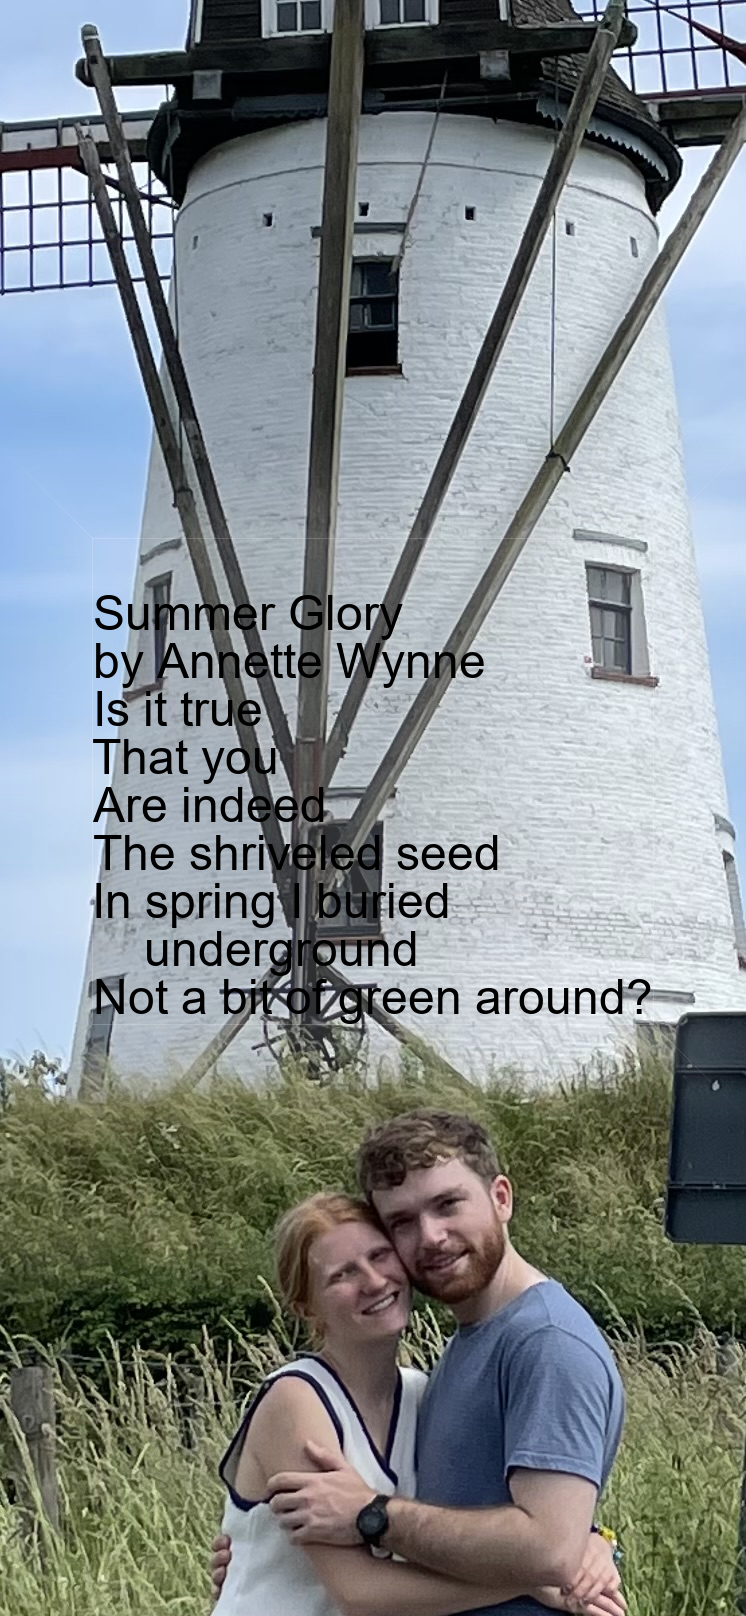 Summer Glory
by Annette Wynne
Is it true
That you
Are indeed
The shriveled seed
In spring I buried
underground
Not a bit of green around?